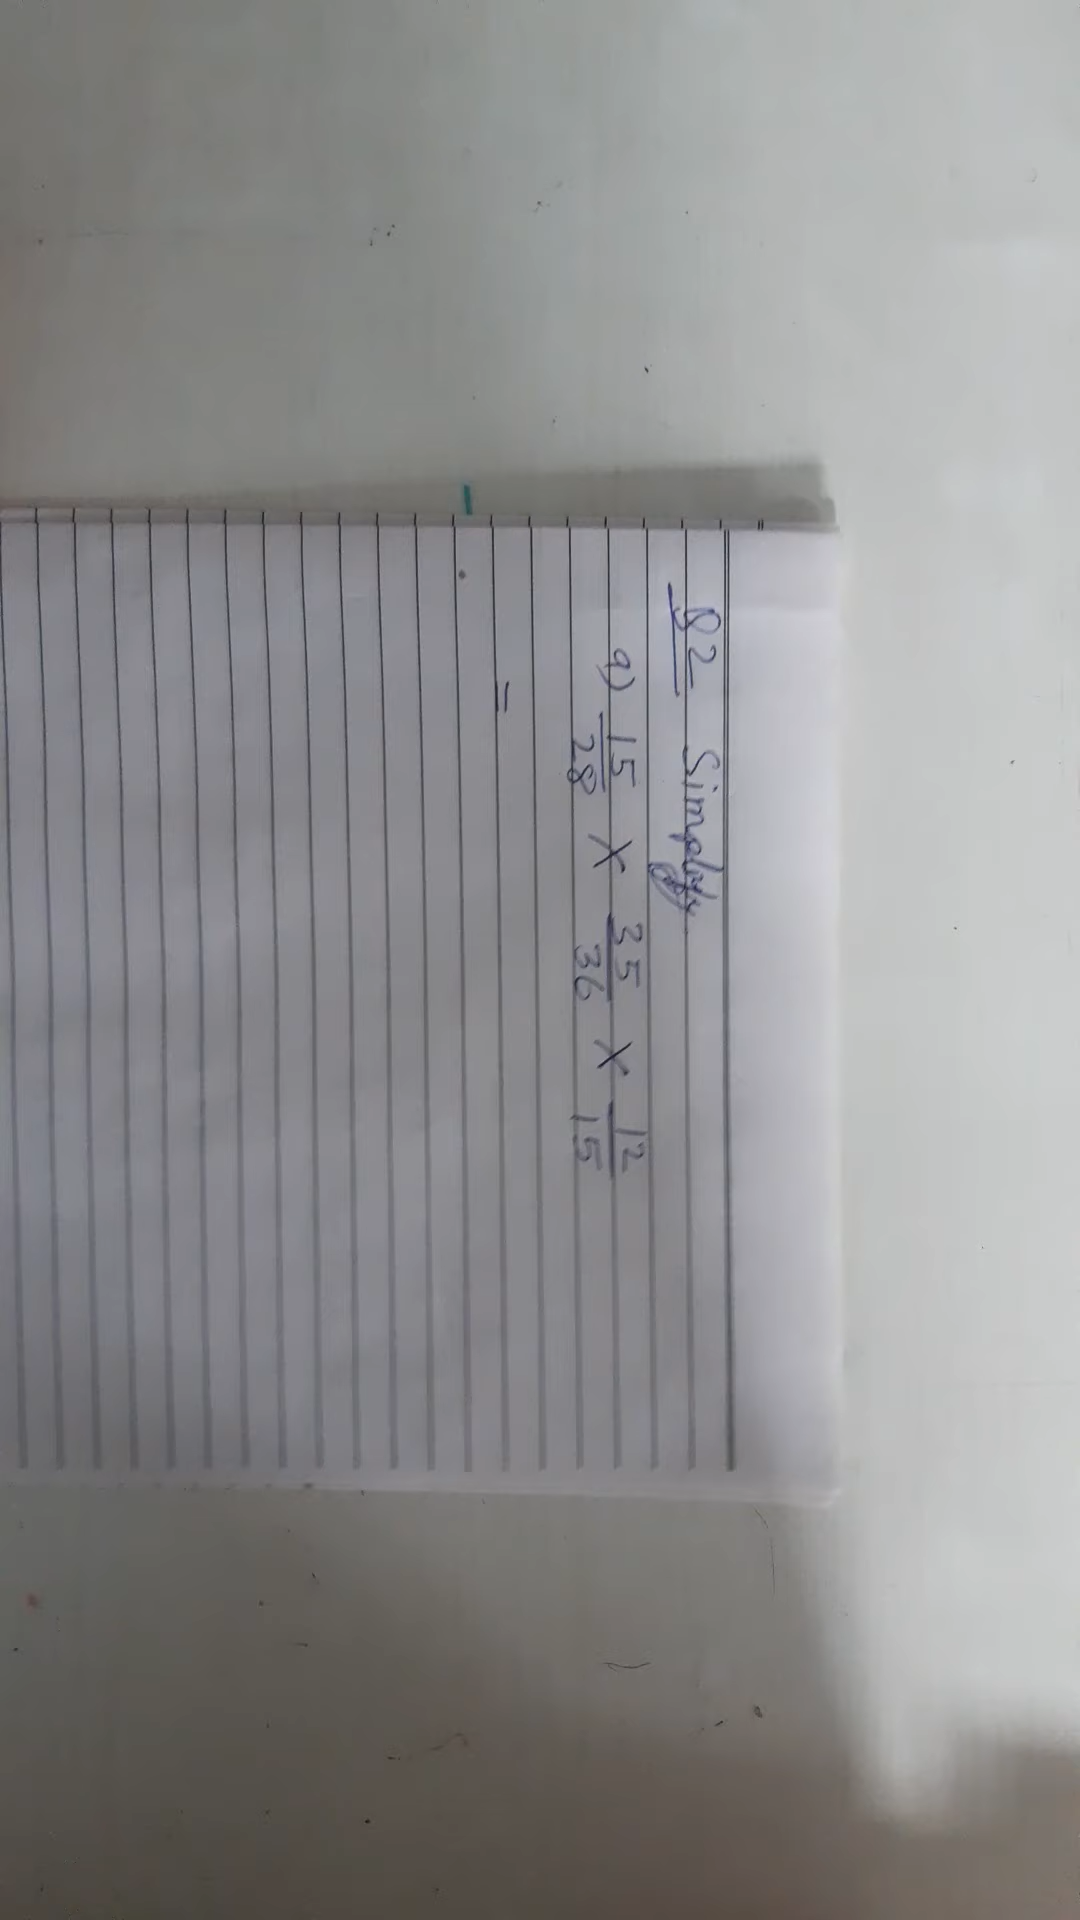 Q2 Simplify
a) 15/28 × 35/36 × 12/15
=